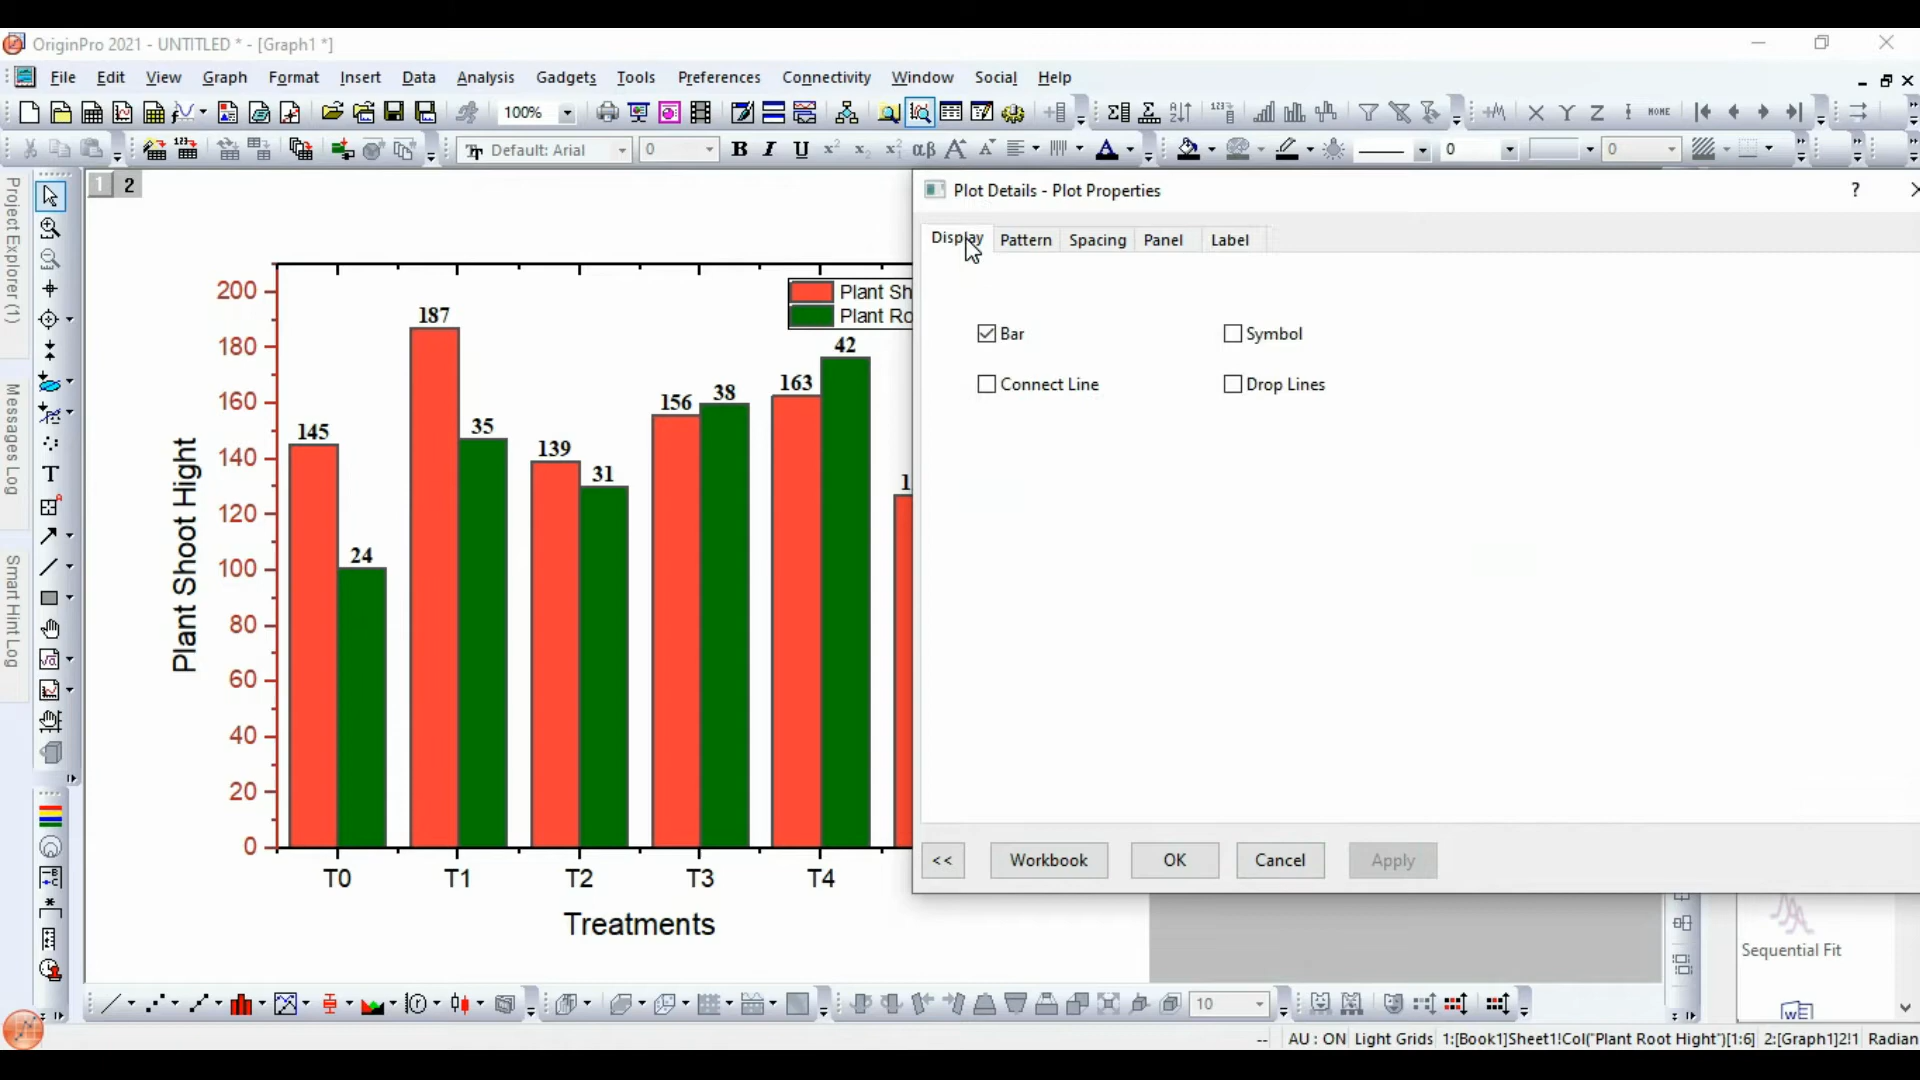 OriginPro 2021 - UNTITLED * - [Graph1 *]
File Edit View Graph Format Insert Data Analysis Gadgets Tools Preferences Connectivity Window Social Help
100%
X Y Z HOME
Default: Arial 0 B I U αβ A A A 0 0
Project Explorer (1)
Messages Log
Smart Hint Log
1 2
Plant Shoot Hight
200
180
160
140
120
100
80
60
40
20
0
145
24
187
35
139
31
156
38
163
42
Plant Sh
Plant Ro
T0 T1 T2 T3 T4
Treatments
Plot Details - Plot Properties
?
Display Pattern Spacing Panel Label
Bar
Symbol
Connect Line
Drop Lines
<< Workbook OK Cancel Apply
Sequential Fit
10
-- AU : ON Light Grids 1:[Book1]Sheet1!Col("Plant Root Hight")[1:6] 2:[Graph1]2!1 Radian